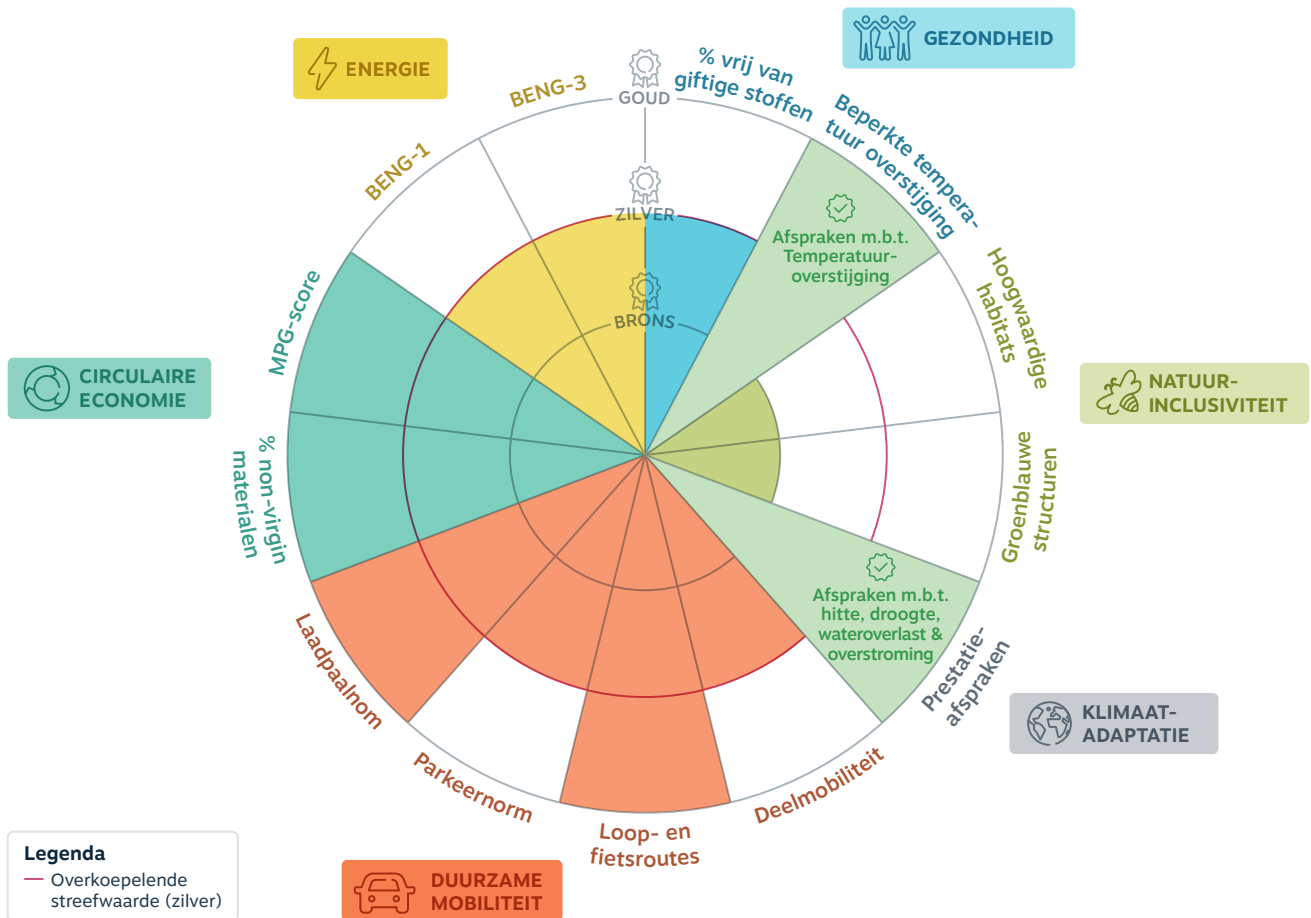 GEZONDHEID
ENERGIE
% vrij van
giftige stoffen
BENG-3
GOUD
Beperkte tempera-
tuur overstijging
BENG-1
ZILVER
Afspraken m.b.t.
Temperatuur-
overstijging
Hoogwaardige
habitats
MPG-score
BRONS
CIRCULAIRE
ECONOMIE
NATUUR-
INCLUSIVITEIT
% non-virgin
materialen
Groenblauwe
structuren
Afspraken m.b.t.
hitte, droogte,
wateroverlast &
overstroming
Prestatie-
afspraken
Laadpaalnom
KLIMAAT-
ADAPTATIE
Parkeernorm
Deelmobiliteit
Loop- en
fietsroutes
Legenda
Overkoepelende
streefwaarde (zilver)
DUURZAME
MOBILITEIT